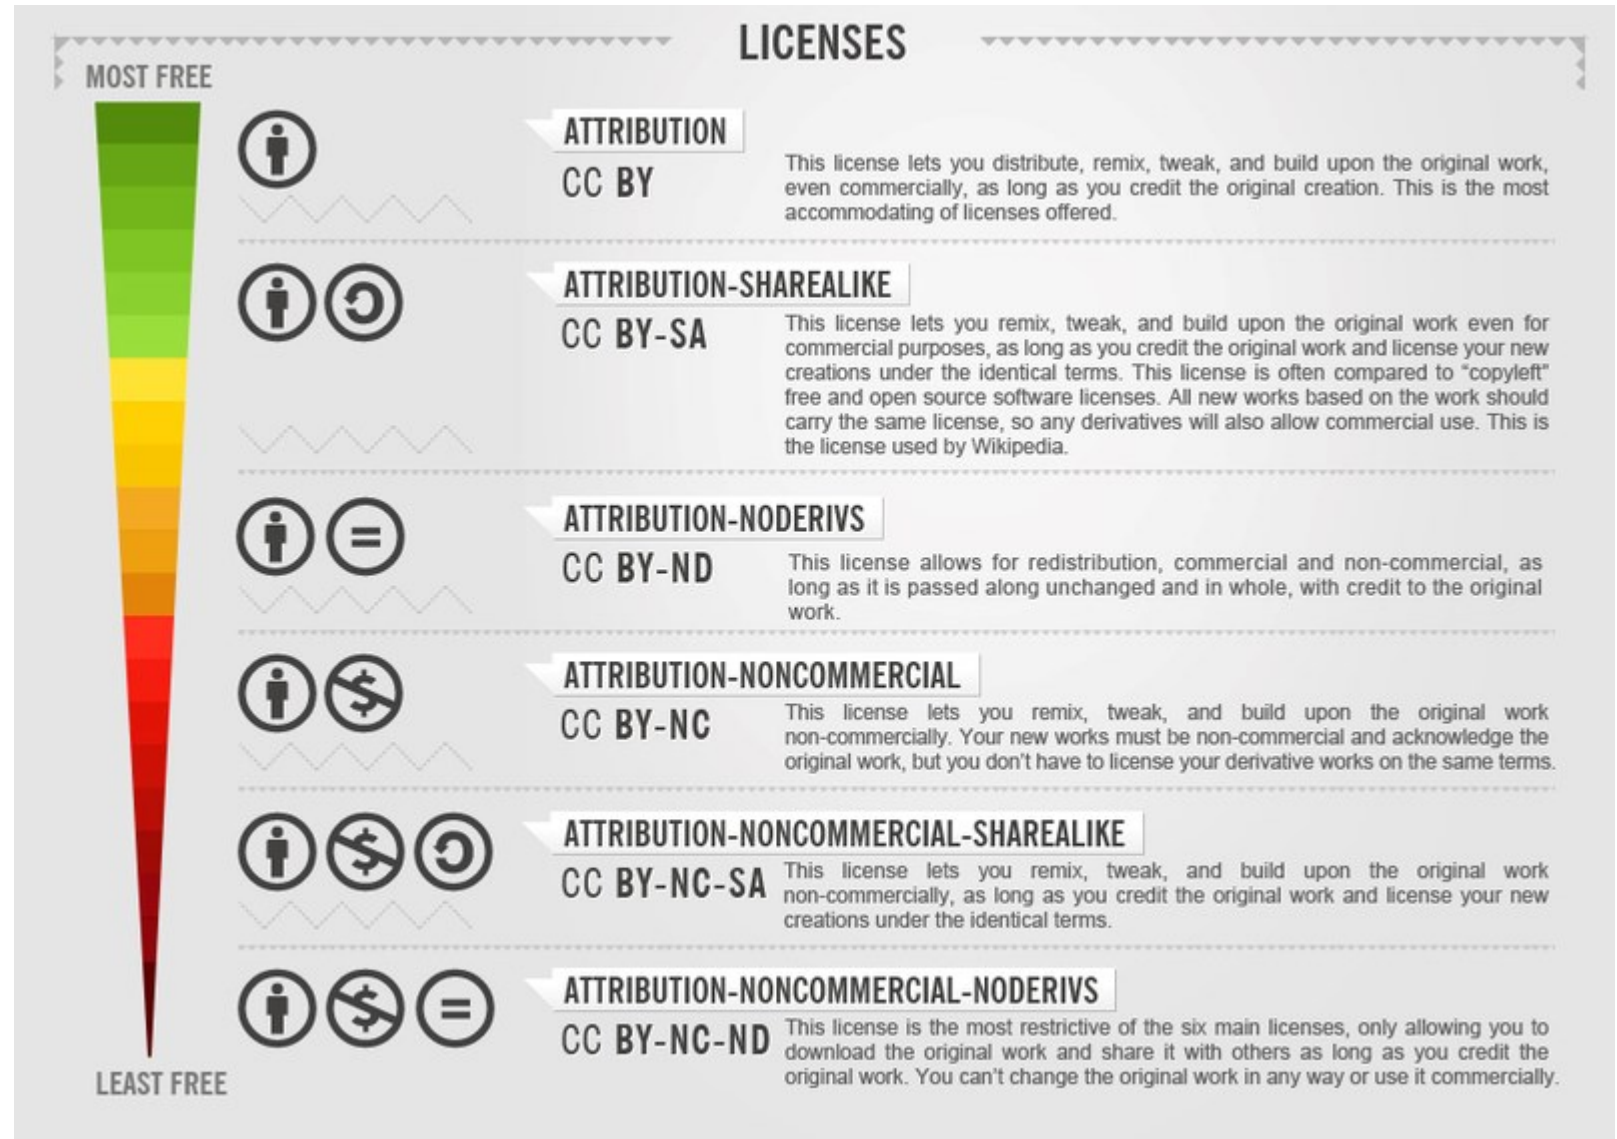 LICENSES
MOST FREE
ATTRIBUTION
CC BY
This license lets you distribute, remix, tweak, and build upon the original work,
even commercially, as long as you credit the original creation. This is the most
accommodating of licenses offered.
ATTRIBUTION-SHAREALIKE
CC BY-SA
This license lets you remix, tweak, and build upon the original work even for
commercial purposes, as long as you credit the original work and license your new
creations under the identical terms. This license is often compared to “copyleft”
free and open source software licenses. All new works based on the work should
carry the same license, so any derivatives will also allow commercial use. This is
the license used by Wikipedia.
ATTRIBUTION-NODERIVS
CC BY-ND
This license allows for redistribution, commercial and non-commercial, as
long as it is passed along unchanged and in whole, with credit to the original
work.
ATTRIBUTION-NONCOMMERCIAL
CC BY-NC
This license lets you remix, tweak, and build upon the original work
non-commercially. Your new works must be non-commercial and acknowledge the
original work, but you don't have to license your derivative works on the same terms.
ATTRIBUTION-NONCOMMERCIAL-SHAREALIKE
CC BY-NC-SA
This license lets you remix, tweak, and build upon the original work
non-commercially, as long as you credit the original work and license your new
creations under the identical terms.
ATTRIBUTION-NONCOMMERCIAL-NODERIVS
CC BY-NC-ND
This license is the most restrictive of the six main licenses, only allowing you to
download the original work and share it with others as long as you credit the
original work. You can't change the original work in any way or use it commercially.
LEAST FREE